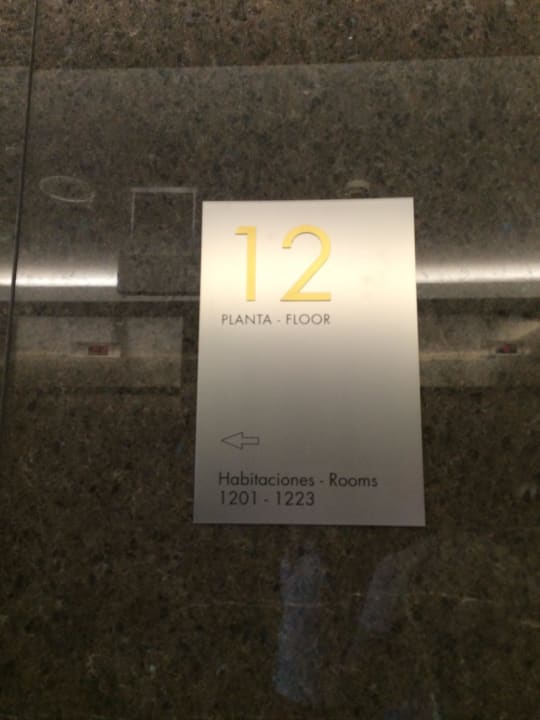 12
PLANTA - FLOOR
Habitaciones - Rooms
1201 - 1223